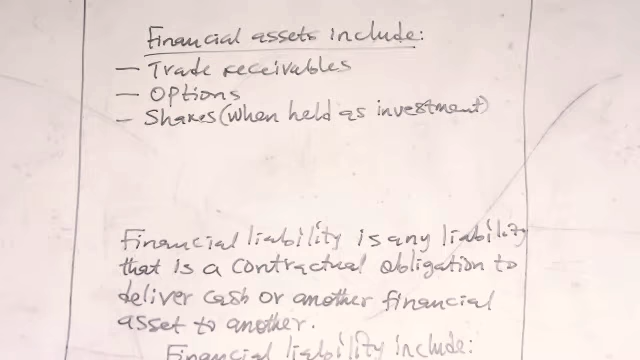 Financial assets include:
— Trade receivables
— Options
— Shares (when held as investment)
Financial liability is any liability
that is a contractual obligation to
deliver cash or another financial
asset to another.
Financial liability include: